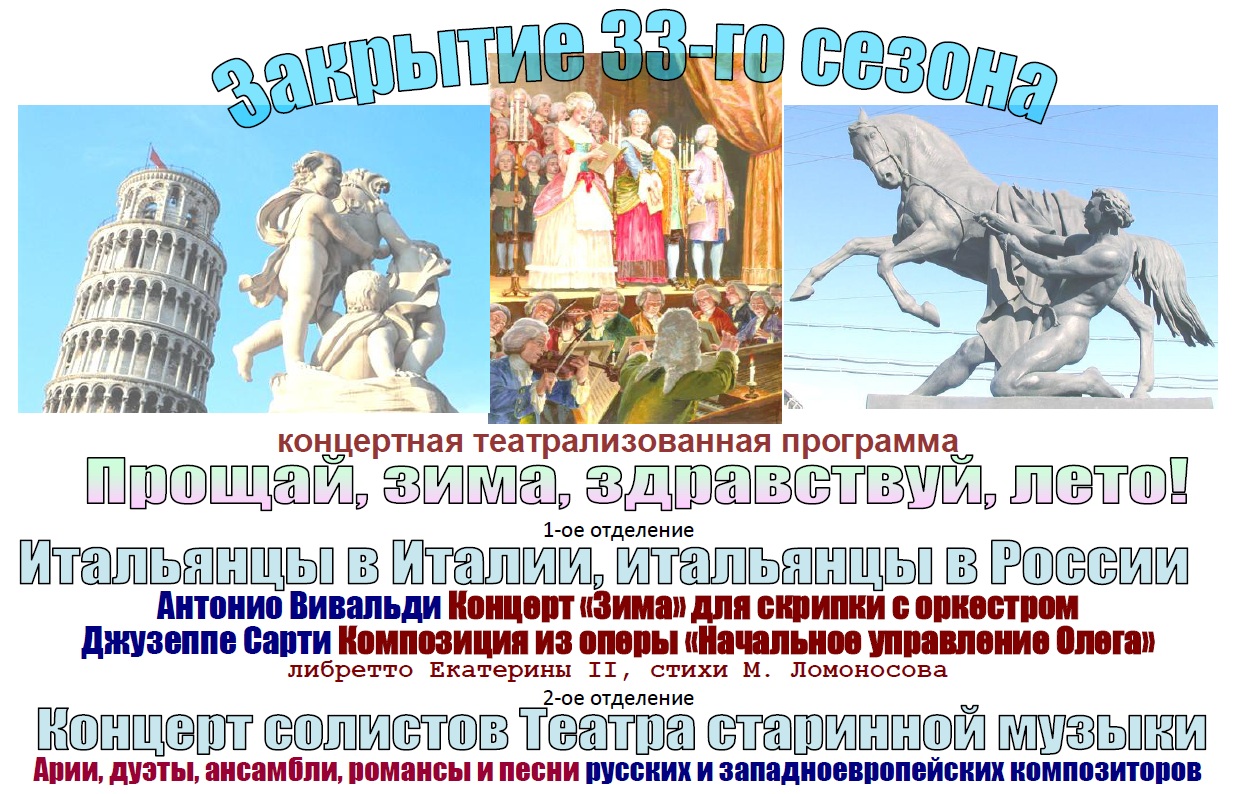 Закрытие 33-го сезона
концертная театрализованная программа
Прощай, зима, здравствуй, лето!
1-ое отделение
Итальянцы в Италии, итальянцы в России
Антонио Вивальди Концерт «Зима» для скрипки с оркестром
Джузеппе Сарти Композиция из оперы «Начальное управление Олега»
либретто Екатерины II, стихи М. Ломоносова
2-ое отделение
Концерт солистов Театра старинной музыки
Арии, дуэты, ансамбли, романсы и песни русских и западноевропейских композиторов